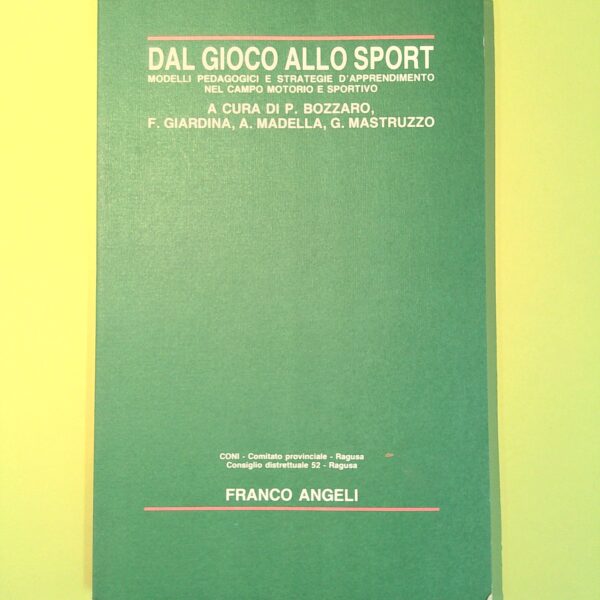 DAL GIOCO ALLO SPORT
MODELLI PEDAGOGICI E STRATEGIE D'APPRENDIMENTO
NEL CAMPO MOTORIO E SPORTIVO
A CURA DI P. BOZZARO,
F. GIARDINA, A. MADELLA, G. MASTRUZZO
CONI - Comitato provinciale - Ragusa
Consiglio distrettuale 52 - Ragusa
FRANCO ANGELI